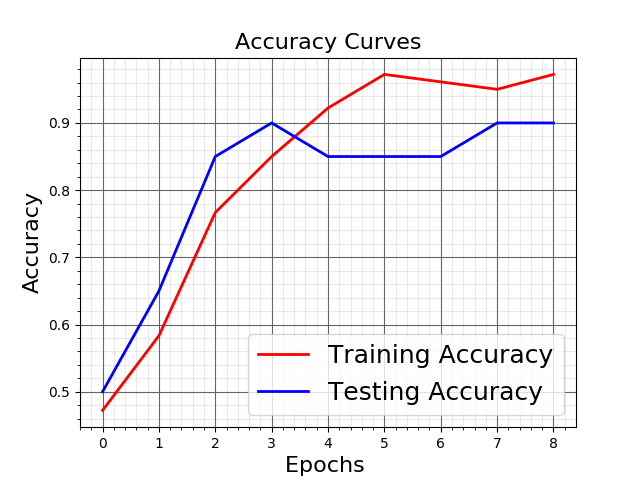 Accuracy Curves
Accuracy
0.9
0.8
0.7
0.6
0.5
Training Accuracy
Testing Accuracy
0 1 2 3 4 5 6 7 8
Epochs